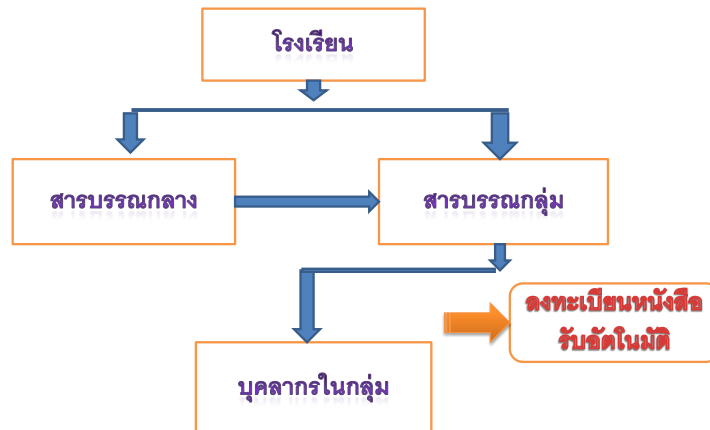 โรงเรียน
สารบรรณกลาง
สารบรรณกลุ่ม
ลงทะเบียนหนังสือ
รับอัตโนมัติ
บุคลากรในกลุ่ม